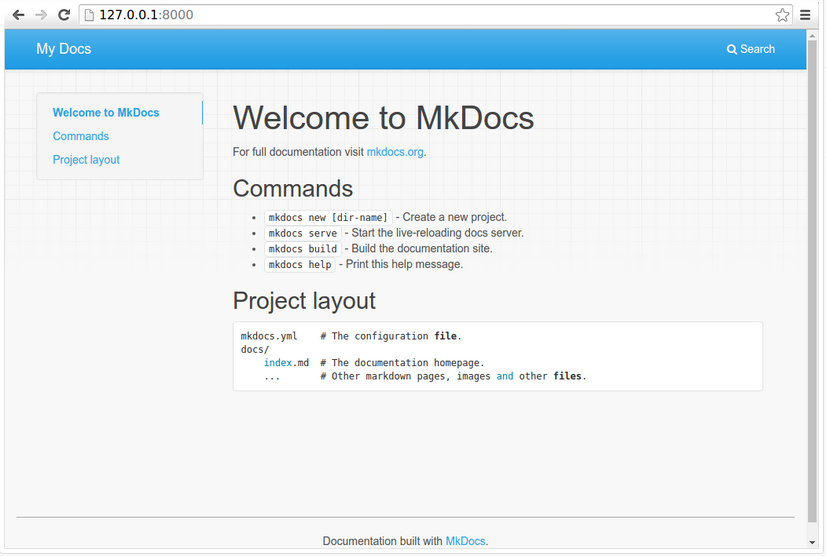 127.0.0.1:8000
My Docs
Search
Welcome to MkDocs
Commands
Project layout
Welcome to MkDocs
For full documentation visit mkdocs.org.
Commands
mkdocs new [dir-name] - Create a new project.
mkdocs serve - Start the live-reloading docs server.
mkdocs build - Build the documentation site.
mkdocs help - Print this help message.
Project layout
mkdocs.yml    # The configuration file.
docs/
    index.md  # The documentation homepage.
    ...       # Other markdown pages, images and other files.
Documentation built with MkDocs.